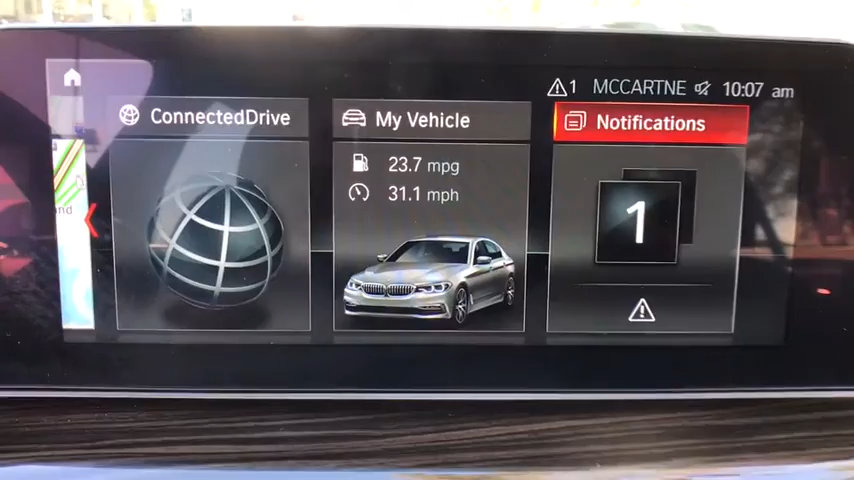 1 MCCARTNE 10:07 am
ConnectedDrive
My Vehicle
Notifications
23.7 mpg
31.1 mph
1